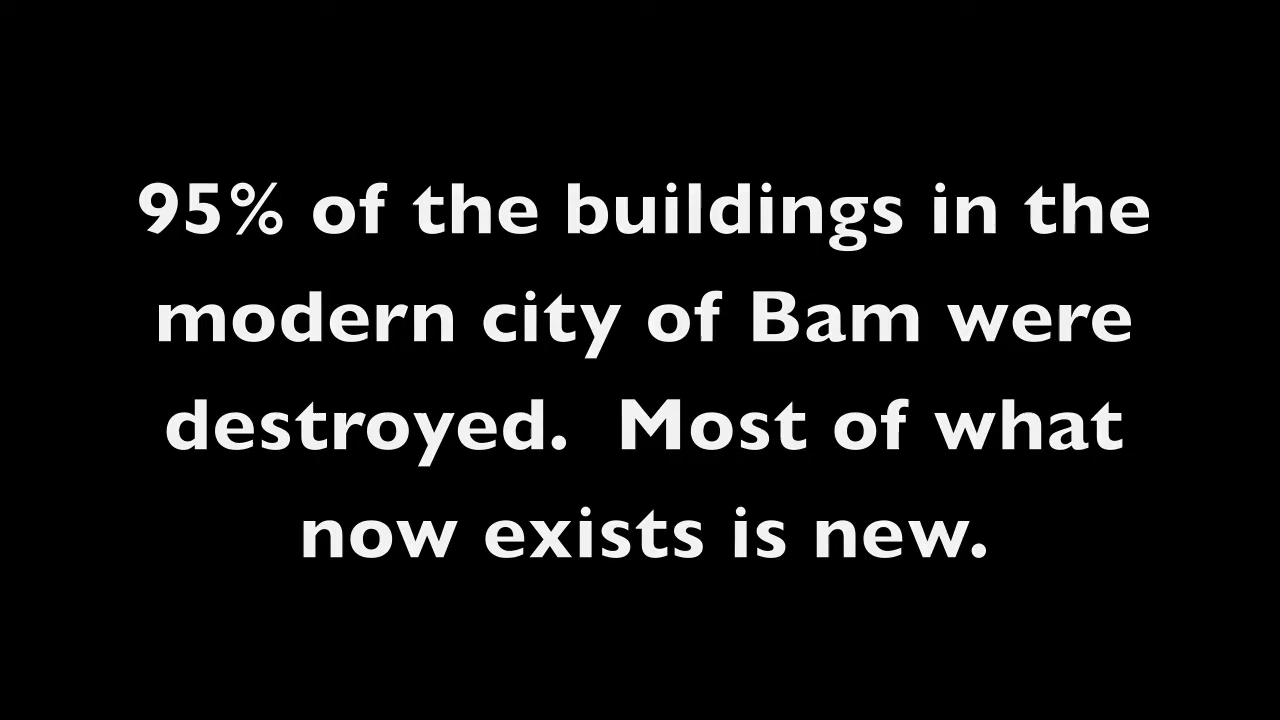 95% of the buildings in the
modern city of Bam were
destroyed.  Most of what
now exists is new.